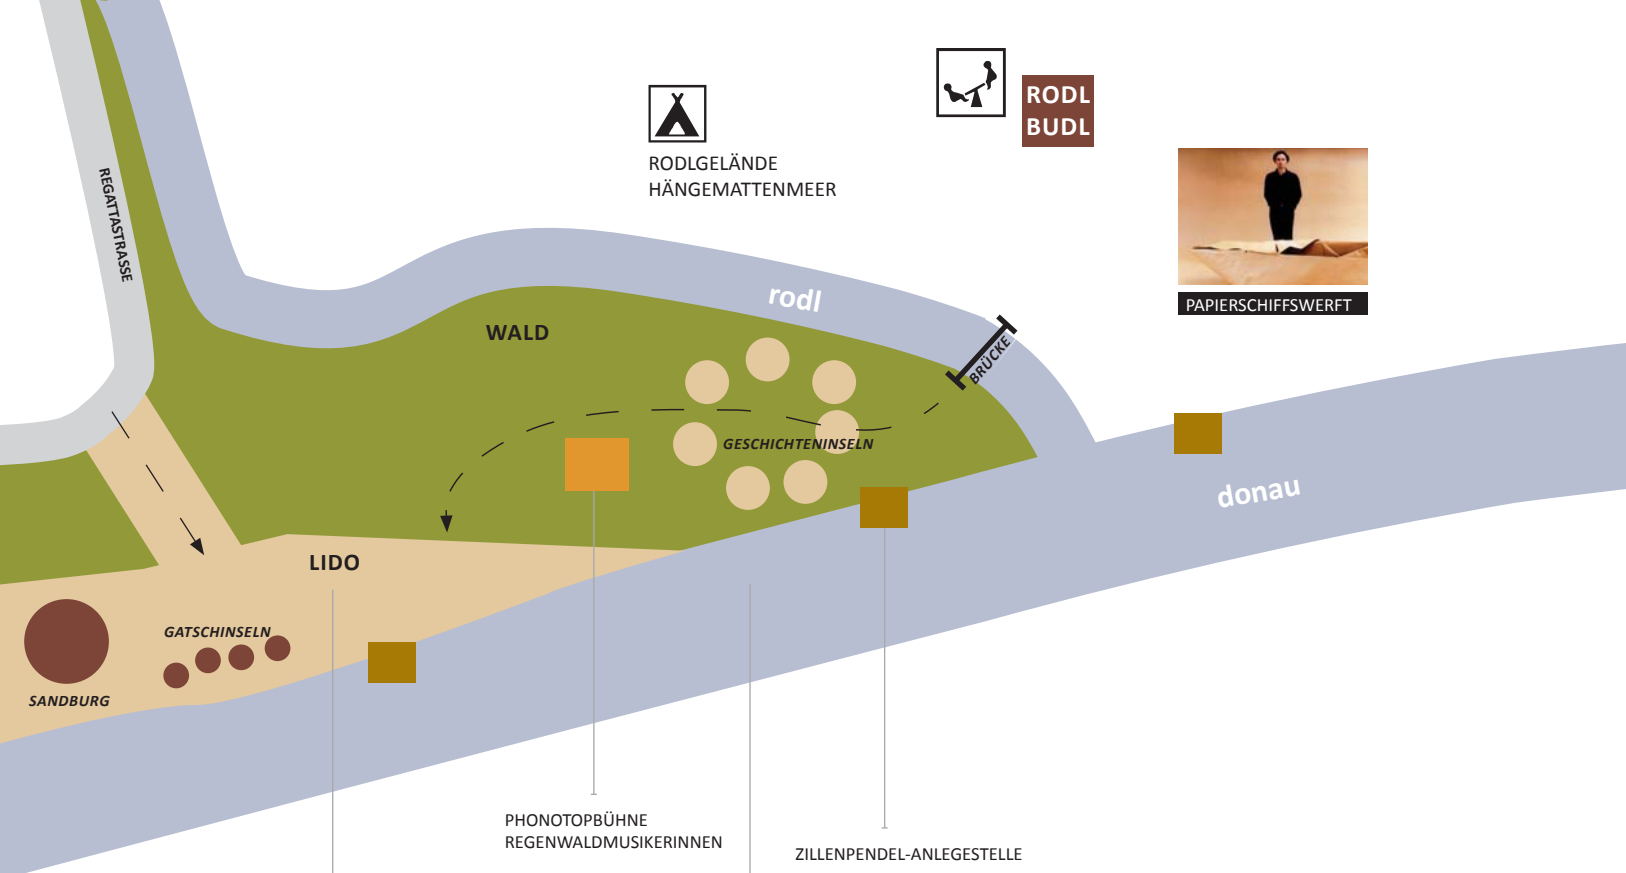 RODL
BUDL
RODLGELÄNDE
HÄNGEMATTENMEER
REGATTASTRASSE
PAPIERSCHIFFSWERFT
rodl
WALD
BRÜCKE
GESCHICHTENINSELN
donau
LIDO
GATSCHINSELN
SANDBURG
PHONOTOPBÜHNE
REGENWALDMUSIKERINNEN
ZILLENPENDEL-ANLEGESTELLE